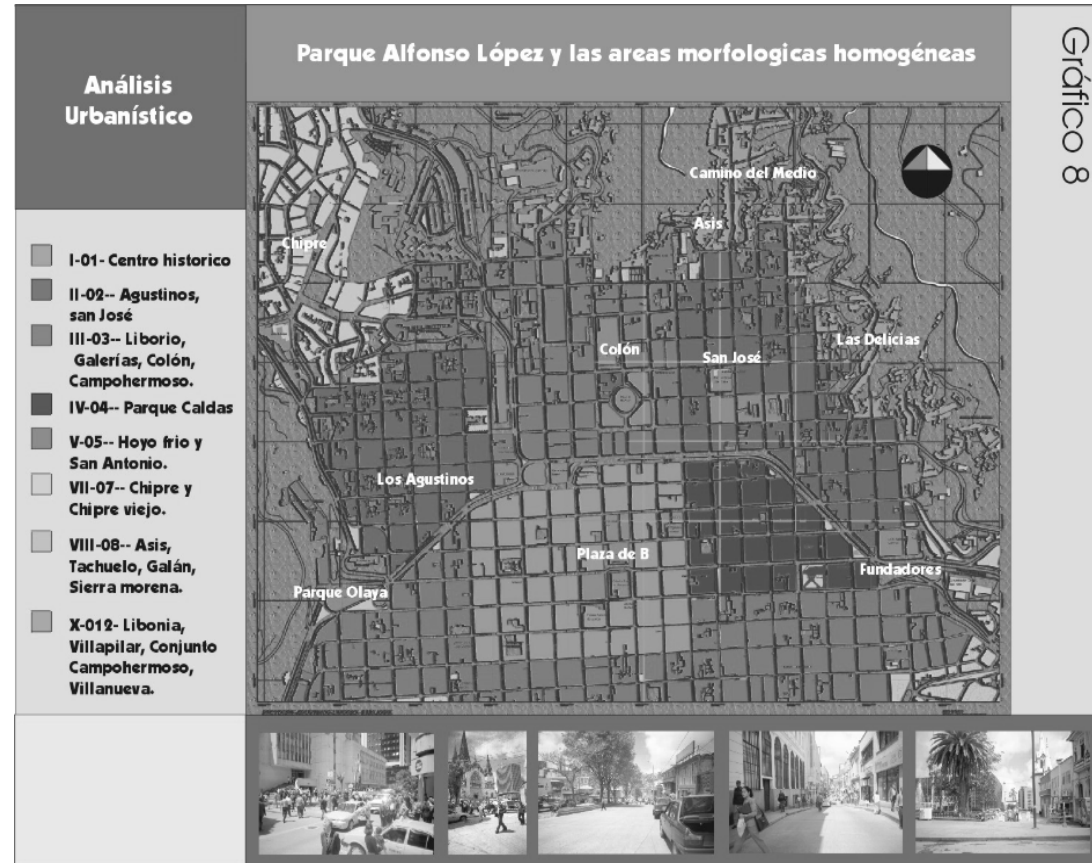 Parque Alfonso López y las areas morfologicas homogéneas
Análisis
Urbanístico
Gráfico 8
I-01- Centro historico
II-02-- Agustinos,
san José
III-03-- Liborio,
Galerías, Colón,
Campohermoso.
IV-04-- Parque Caldas
V-05-- Hoyo frio y
San Antonio.
VII-07-- Chipre y
Chipre viejo.
VIII-08-- Asis,
Tachuelo, Galán,
Sierra morena.
X-012- Libonia,
Villapilar, Conjunto
Campohermoso,
Villanueva.
Camino del Medio
Asis
Chipre
Las Delicias
Colón
San José
Los Agustinos
Plaza de B
Fundadores
Parque Olaya